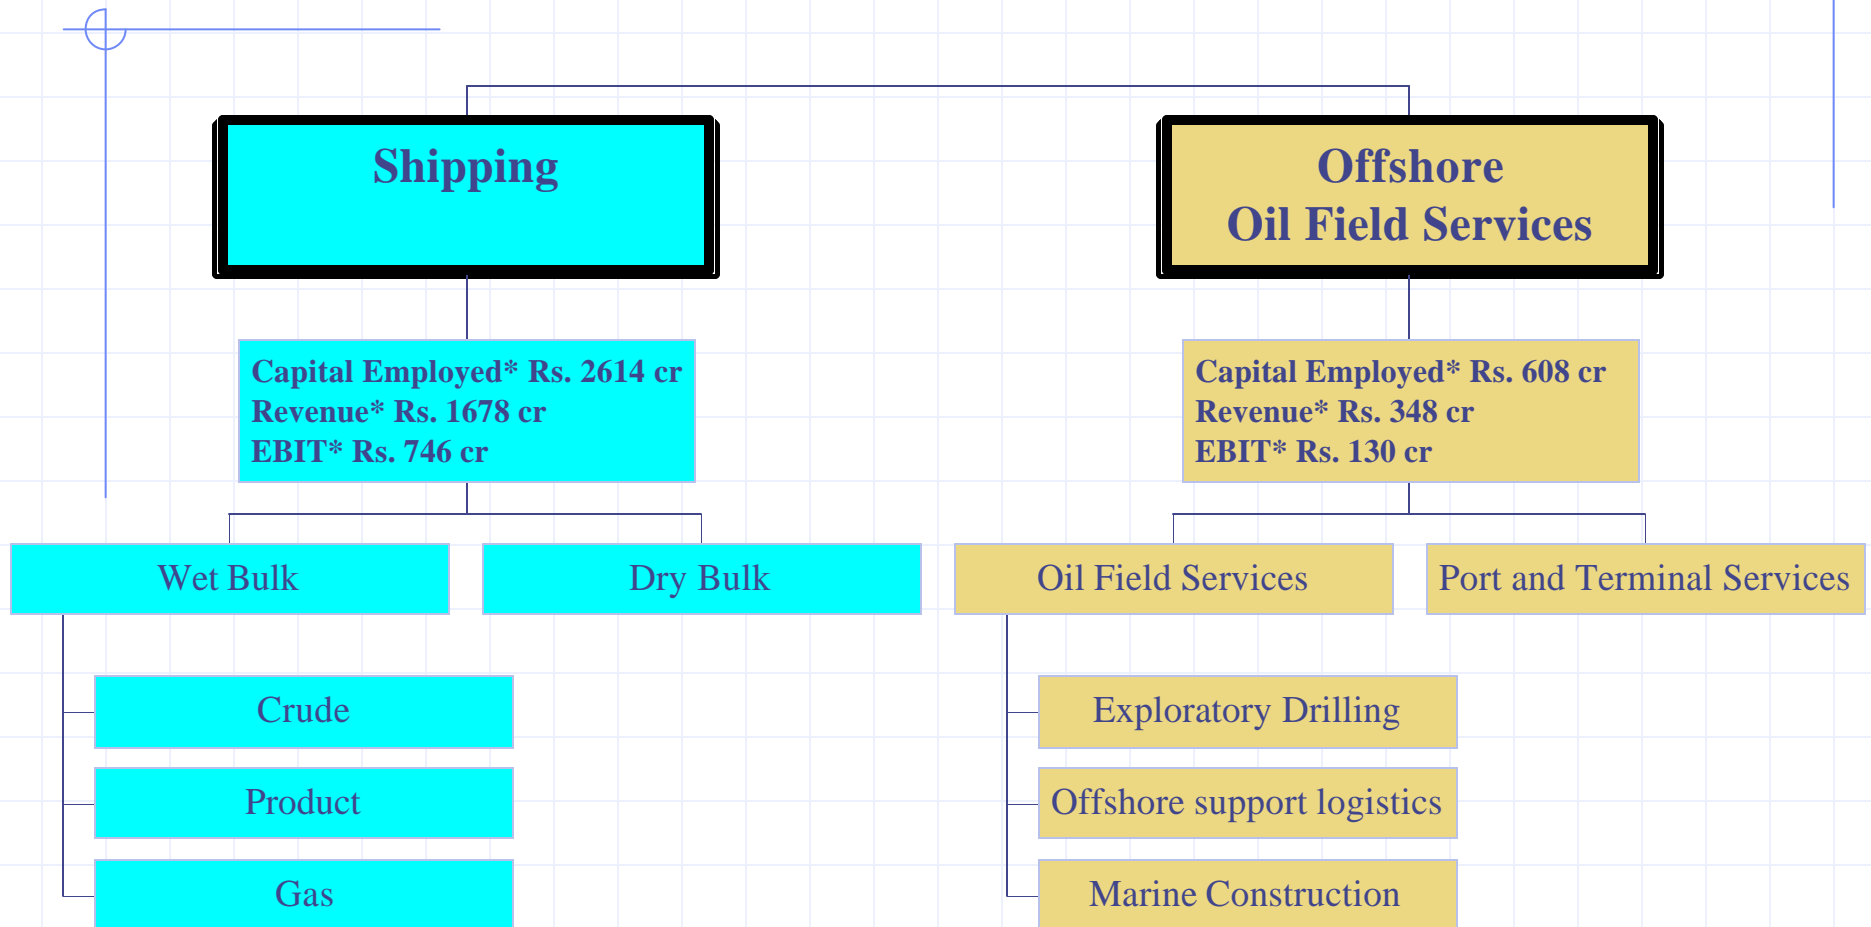 Shipping
Offshore
Oil Field Services
Capital Employed* Rs. 2614 cr
Revenue* Rs. 1678 cr
EBIT* Rs. 746 cr
Capital Employed* Rs. 608 cr
Revenue* Rs. 348 cr
EBIT* Rs. 130 cr
Wet Bulk
Dry Bulk
Oil Field Services
Port and Terminal Services
Crude
Product
Gas
Exploratory Drilling
Offshore support logistics
Marine Construction